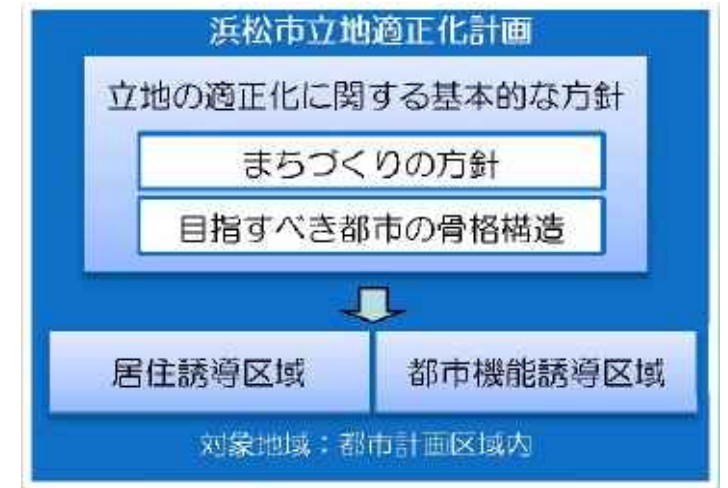 浜松市立地適正化計画
立地の適正化に関する基本的な方針
まちづくりの方針
目指すべき都市の骨格構造
居住誘導区域
都市機能誘導区域
対象地域：都市計画区域内